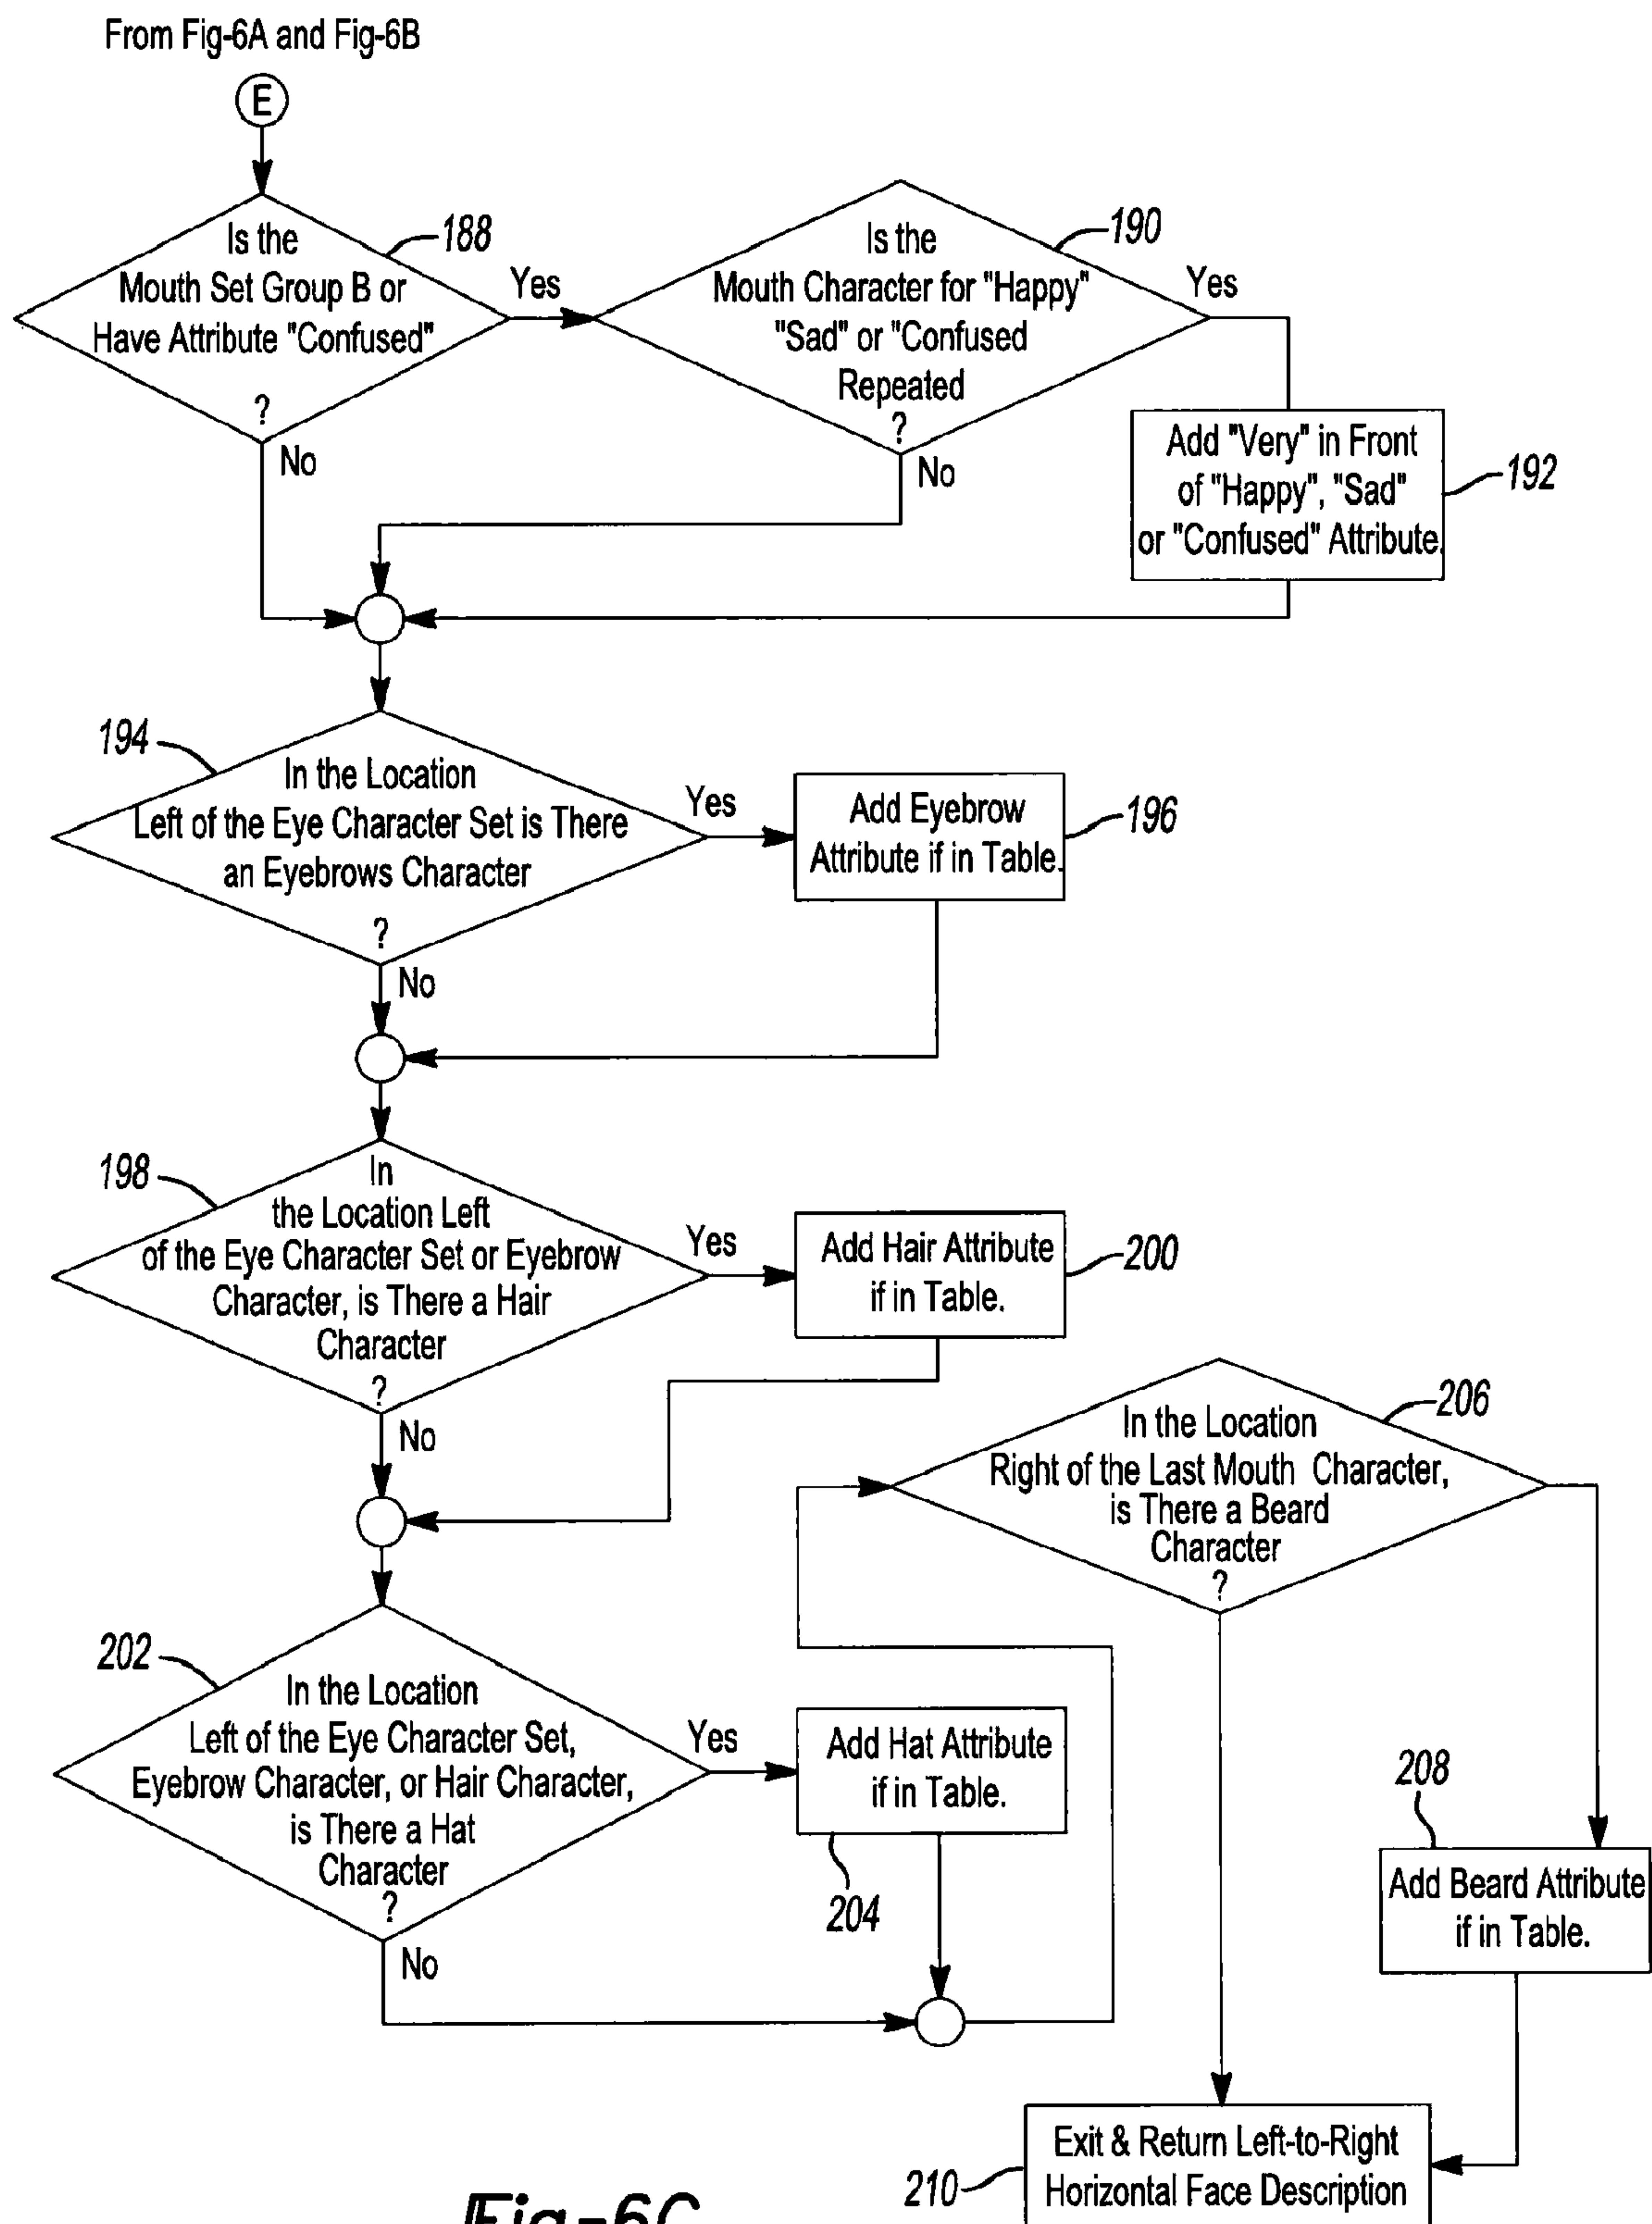 From Fig-6A and Fig-6B
E
Is the
Mouth Set Group B or
Have Attribute "Confused"
?
188
Yes
No
Is the
Mouth Character for "Happy"
"Sad" or "Confused
Repeated
?
190
Yes
No
Add "Very" in Front
of "Happy", "Sad"
or "Confused" Attribute.
192
194
In the Location
Left of the Eye Character Set is There
an Eyebrows Character
?
Yes
No
Add Eyebrow
Attribute if in Table.
196
198
In
the Location Left
of the Eye Character Set or Eyebrow
Character, is There a Hair
Character
?
Yes
No
Add Hair Attribute
if in Table.
200
202
In the Location
Left of the Eye Character Set,
Eyebrow Character, or Hair Character,
is There a Hat
Character
?
Yes
No
Add Hat Attribute
if in Table.
204
206
In the Location
Right of the Last Mouth Character,
is There a Beard
Character
?
208
Add Beard Attribute
if in Table.
210
Exit & Return Left-to-Right
Horizontal Face Description
Fig-6C